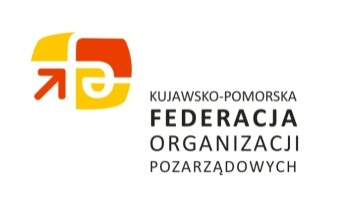 KUJAWSKO-POMORSKA
FEDERACJA
ORGANIZACJI
POZARZĄDOWYCH